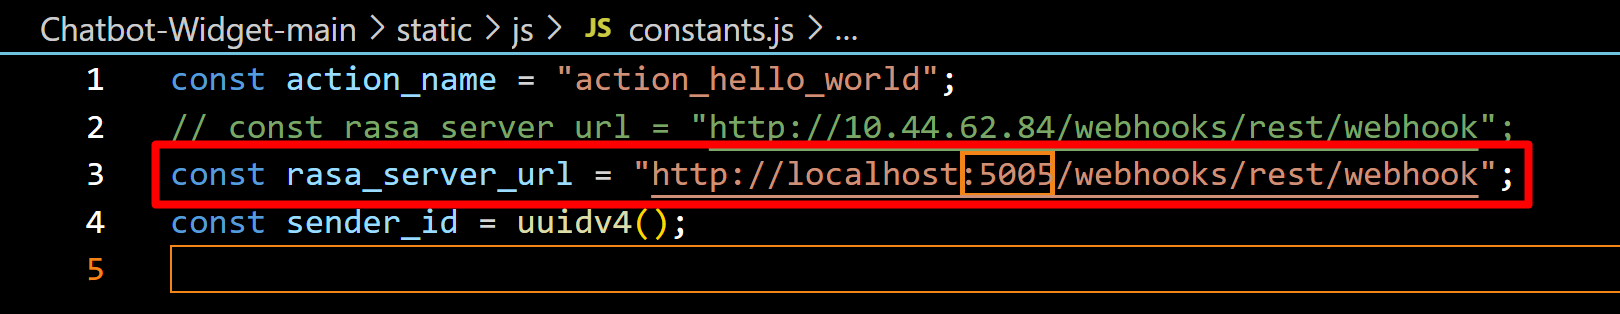 Chatbot-Widget-main > static > js > JS constants.js > ...
1 const action_name = "action_hello_world";
2 // const rasa_server_url = "http://10.44.62.84/webhooks/rest/webhook";
3 const rasa_server_url = "http://localhost:5005/webhooks/rest/webhook";
4 const sender_id = uuidv4();
5